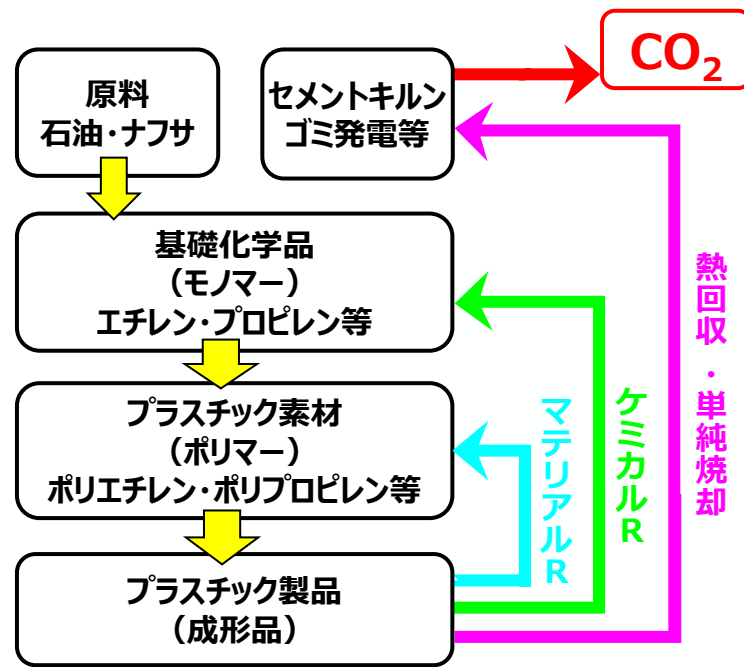 原料
石油・ナフサ
セメントキルン
ゴミ発電等
CO₂
基礎化学品
（モノマー）
エチレン・プロピレン等
プラスチック素材
（ポリマー）
ポリエチレン・ポリプロピレン等
プラスチック製品
（成形品）
マテリアルR
ケミカルR
熱回収・単純焼却